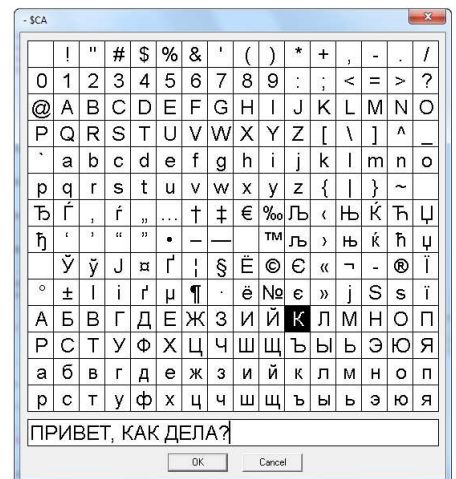 - $CA
! " # $ % & ' ( ) * + , - . /
0 1 2 3 4 5 6 7 8 9 : ; < = > ?
@ A B C D E F G H I J K L M N O
P Q R S T U V W X Y Z [ \ ] ^ _
` a b c d e f g h i j k l m n o
p q r s t u v w x y z { | } ~
Ђ Ѓ ‚ ѓ „ … † ‡ € ‰ Љ ‹ Њ Ќ Ћ Џ
ђ ‘ ’ “ ” • – — ™ љ › њ ќ ћ џ
Ў ў Ј ¤ Ґ ¦ § Ё © Є « ¬ - ® Ї
° ± І і ґ µ ¶ · ё № є » ј Ѕ ѕ ї
А Б В Г Д Е Ж З И Й К Л М Н О П
Р С Т У Ф Х Ц Ч Ш Щ Ъ Ы Ь Э Ю Я
а б в г д е ж з и й к л м н о п
р с т у ф х ц ч ш щ ъ ы ь э ю я
ПРИВЕТ, КАК ДЕЛА?
OK Cancel